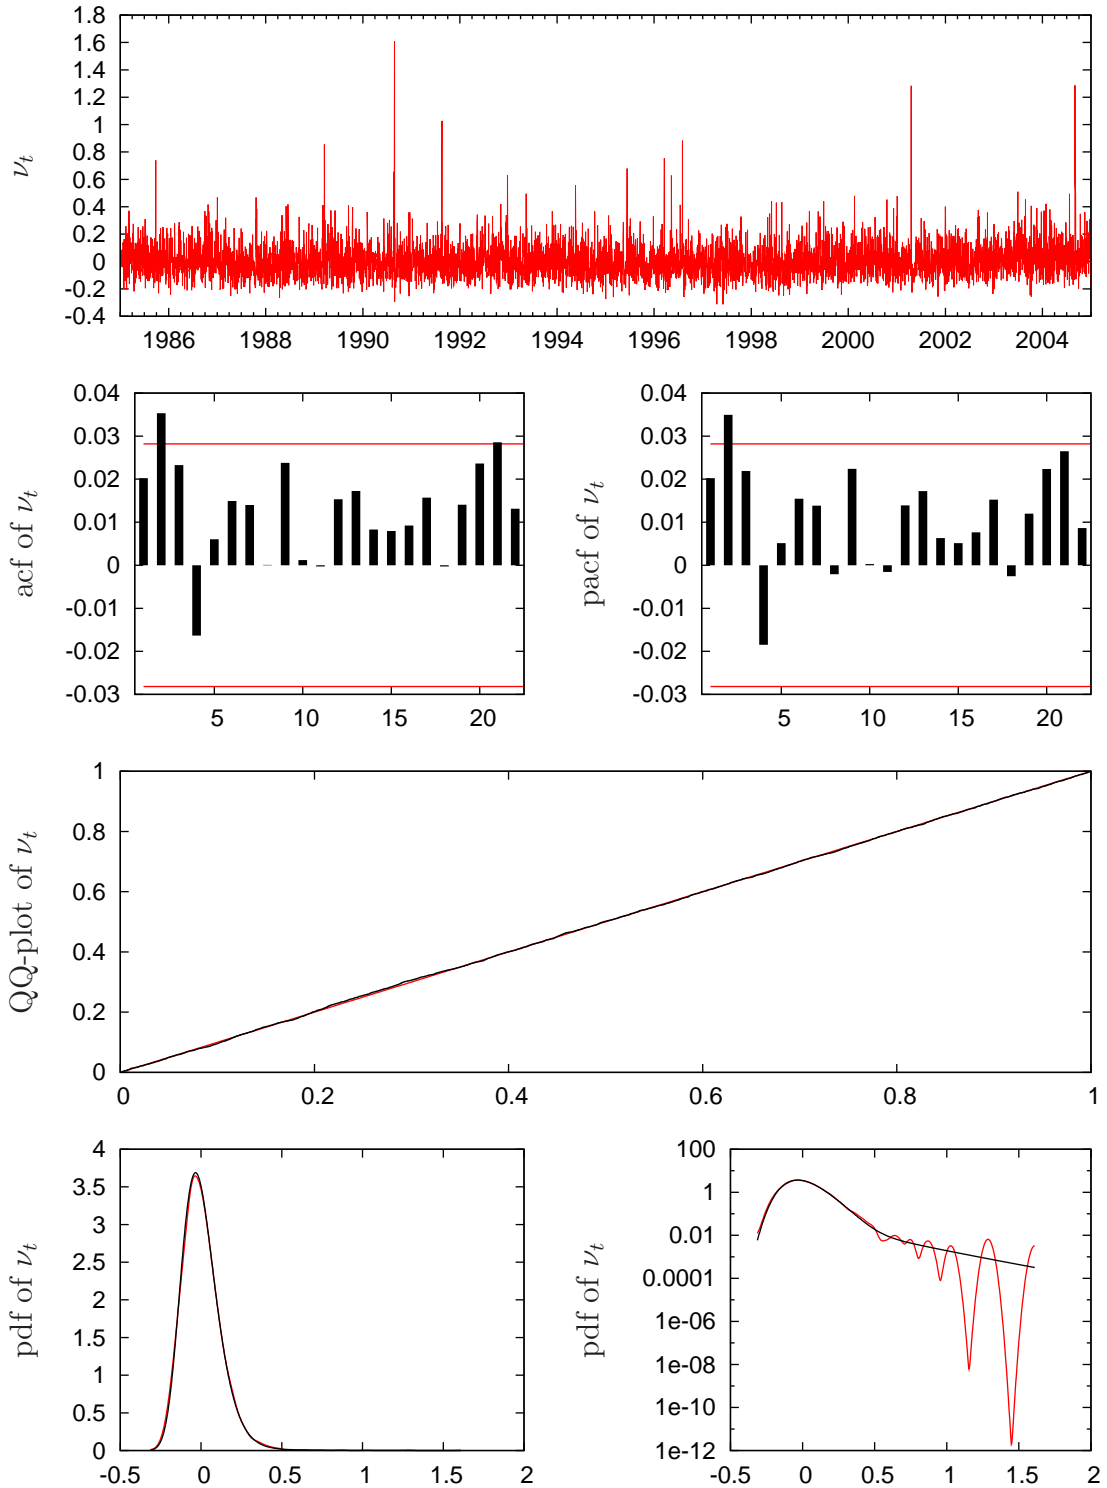 1.8
1.6
1.4
1.2
1
0.8
0.6
0.4
0.2
0
-0.2
-0.4
ν_t
1986 1988 1990 1992 1994 1996 1998 2000 2002 2004
0.04
0.03
0.02
0.01
0
-0.01
-0.02
-0.03
acf of ν_t
5 10 15 20
0.04
0.03
0.02
0.01
0
-0.01
-0.02
-0.03
pacf of ν_t
5 10 15 20
1
0.8
0.6
0.4
0.2
0
QQ-plot of ν_t
0 0.2 0.4 0.6 0.8 1
4
3.5
3
2.5
2
1.5
1
0.5
0
pdf of ν_t
-0.5 0 0.5 1 1.5 2
100
1
0.01
0.0001
1e-06
1e-08
1e-10
1e-12
pdf of ν_t
-0.5 0 0.5 1 1.5 2